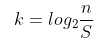 k = log₂ n/S